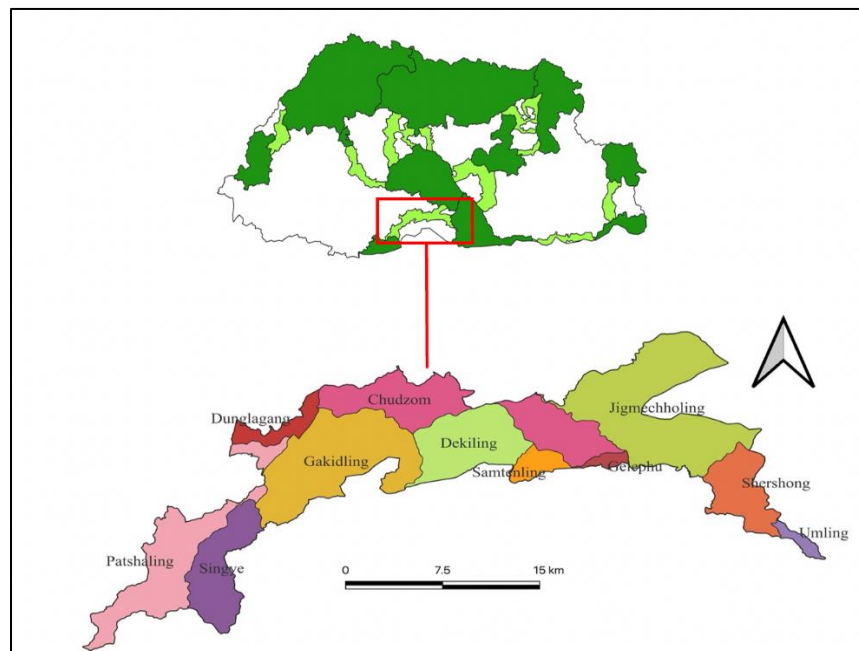 Chudzom
Dunglagang
Jigmechholing
Dekiling
Gakidling
Samtenling
Gelephu
Shershong
Umling
Patshaling
Singye
0 7.5 15 km